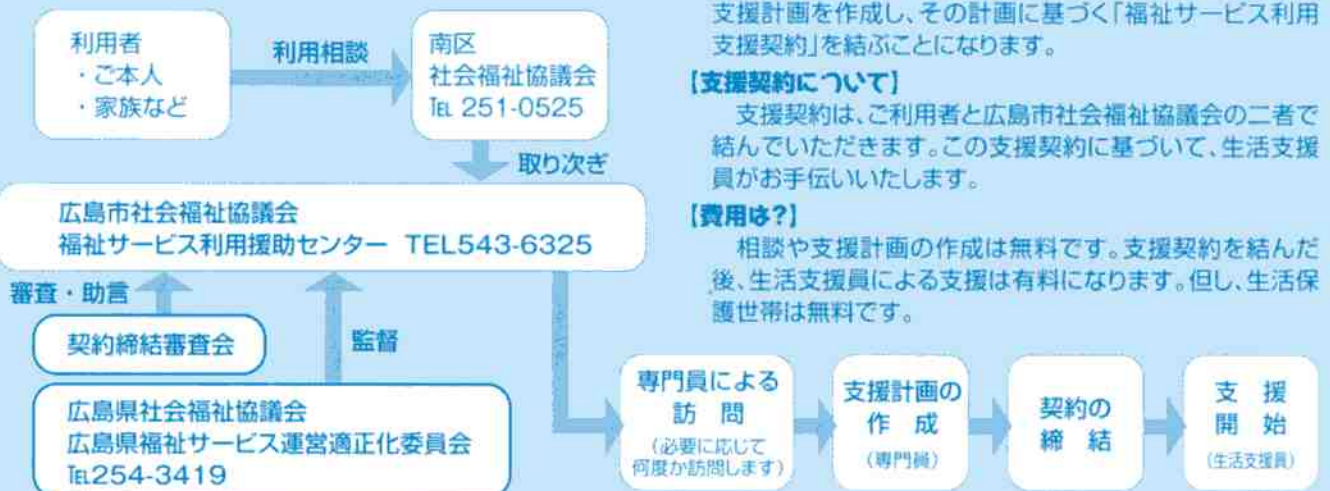 利用者
・ご本人
・家族など
利用相談
南区
社会福祉協議会
℡ 251-0525
取り次ぎ
広島市社会福祉協議会
福祉サービス利用援助センター TEL543-6325
審査・助言
契約締結審査会
監督
広島県社会福祉協議会
広島県福祉サービス運営適正化委員会
℡254-3419
支援計画を作成し、その計画に基づく「福祉サービス利用
支援契約」を結ぶことになります。
【支援契約について】
支援契約は、ご利用者と広島市社会福祉協議会の二者で
結んでいただきます。この支援契約に基づいて、生活支援
員がお手伝いいたします。
【費用は?】
相談や支援計画の作成は無料です。支援契約を結んだ
後、生活支援員による支援は有料になります。但し、生活保
護世帯は無料です。
専門員による
訪 問
(必要に応じて
何度か訪問します)
支援計画の
作 成
(専門員)
契約の
締 結
支 援
開 始
(生活支援員)